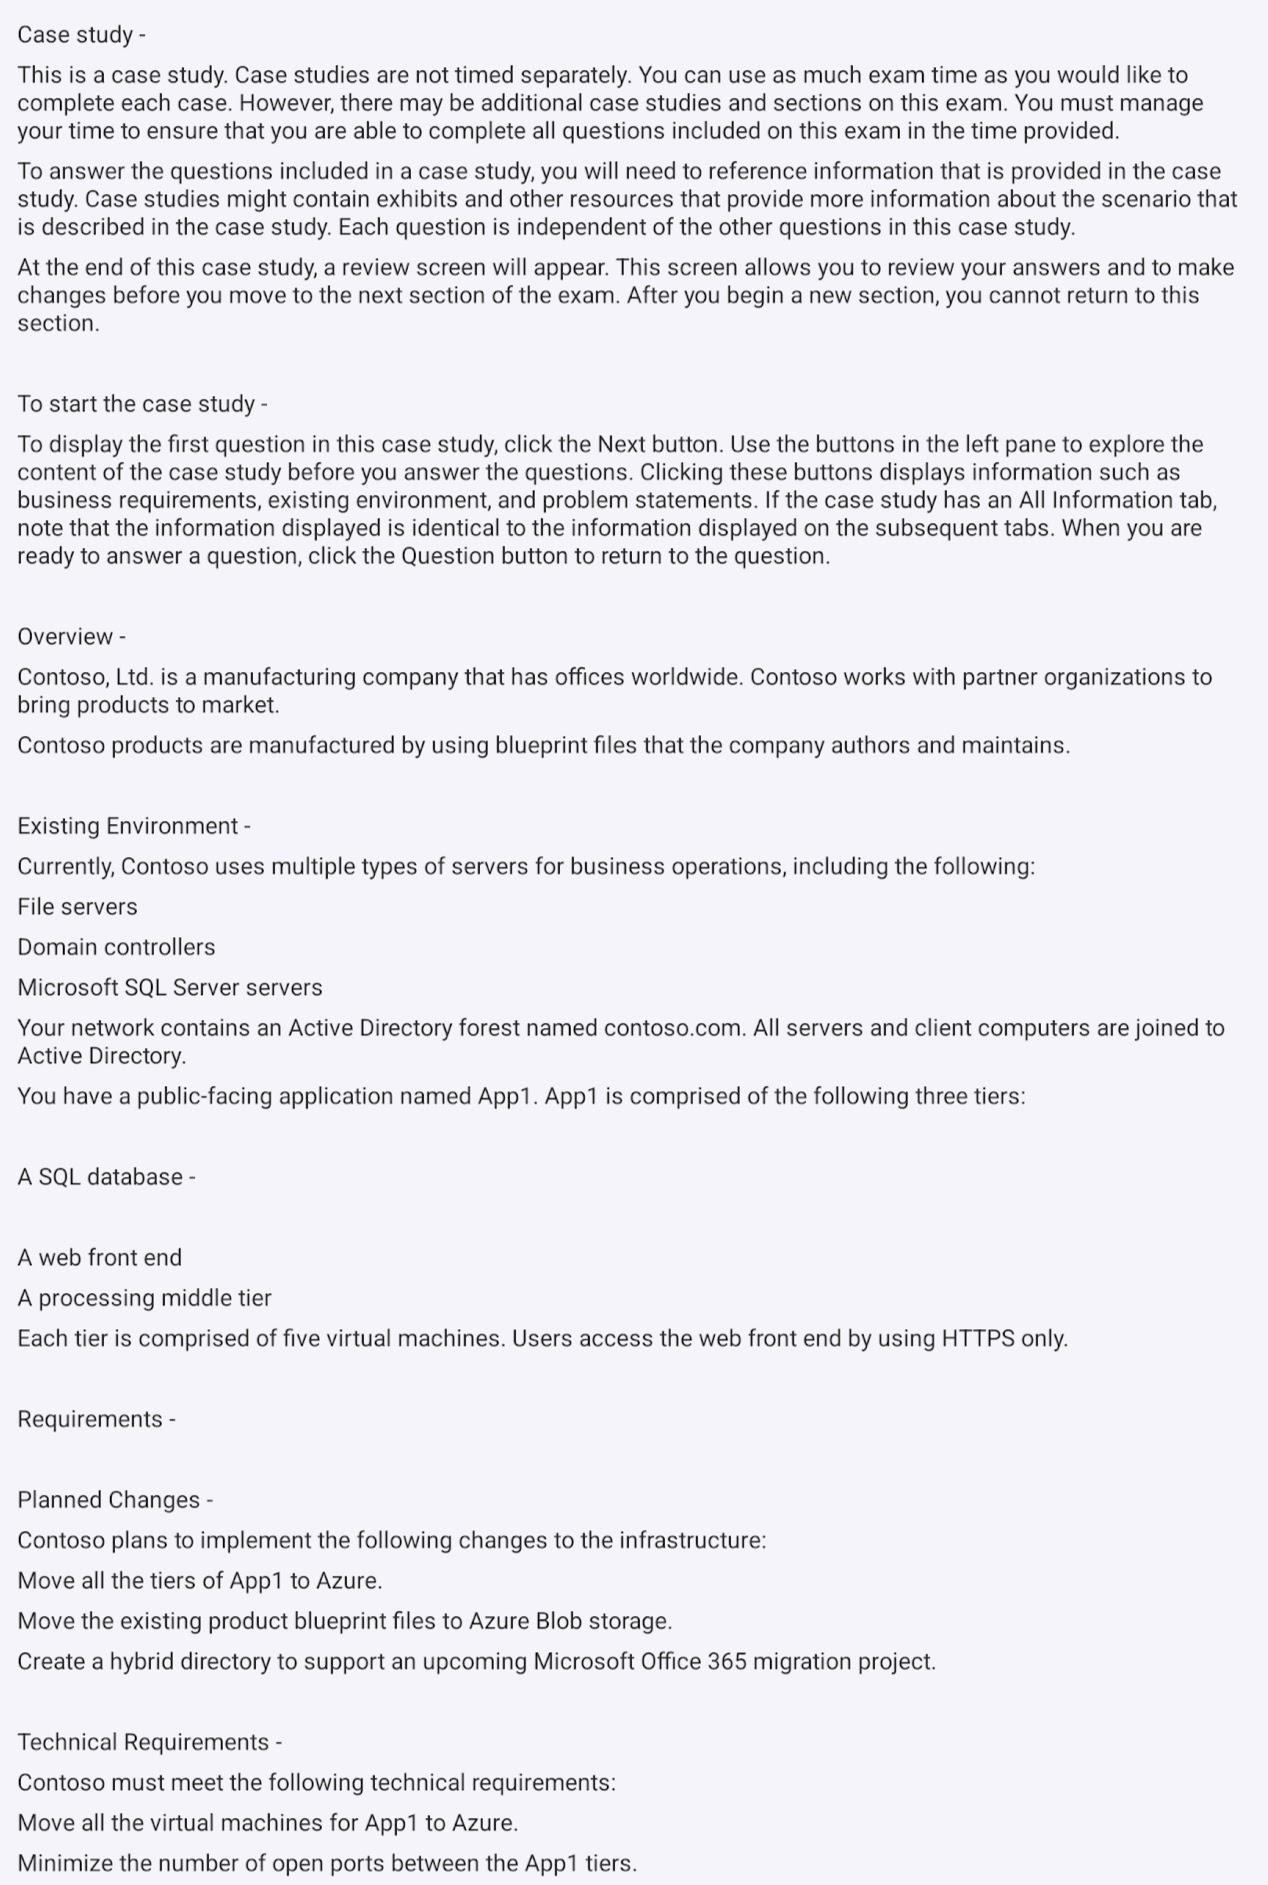 Case study -
This is a case study. Case studies are not timed separately. You can use as much exam time as you would like to
complete each case. However, there may be additional case studies and sections on this exam. You must manage
your time to ensure that you are able to complete all questions included on this exam in the time provided.
To answer the questions included in a case study, you will need to reference information that is provided in the case
study. Case studies might contain exhibits and other resources that provide more information about the scenario that
is described in the case study. Each question is independent of the other questions in this case study.
At the end of this case study, a review screen will appear. This screen allows you to review your answers and to make
changes before you move to the next section of the exam. After you begin a new section, you cannot return to this
section.
To start the case study -
To display the first question in this case study, click the Next button. Use the buttons in the left pane to explore the
content of the case study before you answer the questions. Clicking these buttons displays information such as
business requirements, existing environment, and problem statements. If the case study has an All Information tab,
note that the information displayed is identical to the information displayed on the subsequent tabs. When you are
ready to answer a question, click the Question button to return to the question.
Overview -
Contoso, Ltd. is a manufacturing company that has offices worldwide. Contoso works with partner organizations to
bring products to market.
Contoso products are manufactured by using blueprint files that the company authors and maintains.
Existing Environment -
Currently, Contoso uses multiple types of servers for business operations, including the following:
File servers
Domain controllers
Microsoft SQL Server servers
Your network contains an Active Directory forest named contoso.com. All servers and client computers are joined to
Active Directory.
You have a public-facing application named App1. App1 is comprised of the following three tiers:
A SQL database -
A web front end
A processing middle tier
Each tier is comprised of five virtual machines. Users access the web front end by using HTTPS only.
Requirements -
Planned Changes -
Contoso plans to implement the following changes to the infrastructure:
Move all the tiers of App1 to Azure.
Move the existing product blueprint files to Azure Blob storage.
Create a hybrid directory to support an upcoming Microsoft Office 365 migration project.
Technical Requirements -
Contoso must meet the following technical requirements:
Move all the virtual machines for App1 to Azure.
Minimize the number of open ports between the App1 tiers.